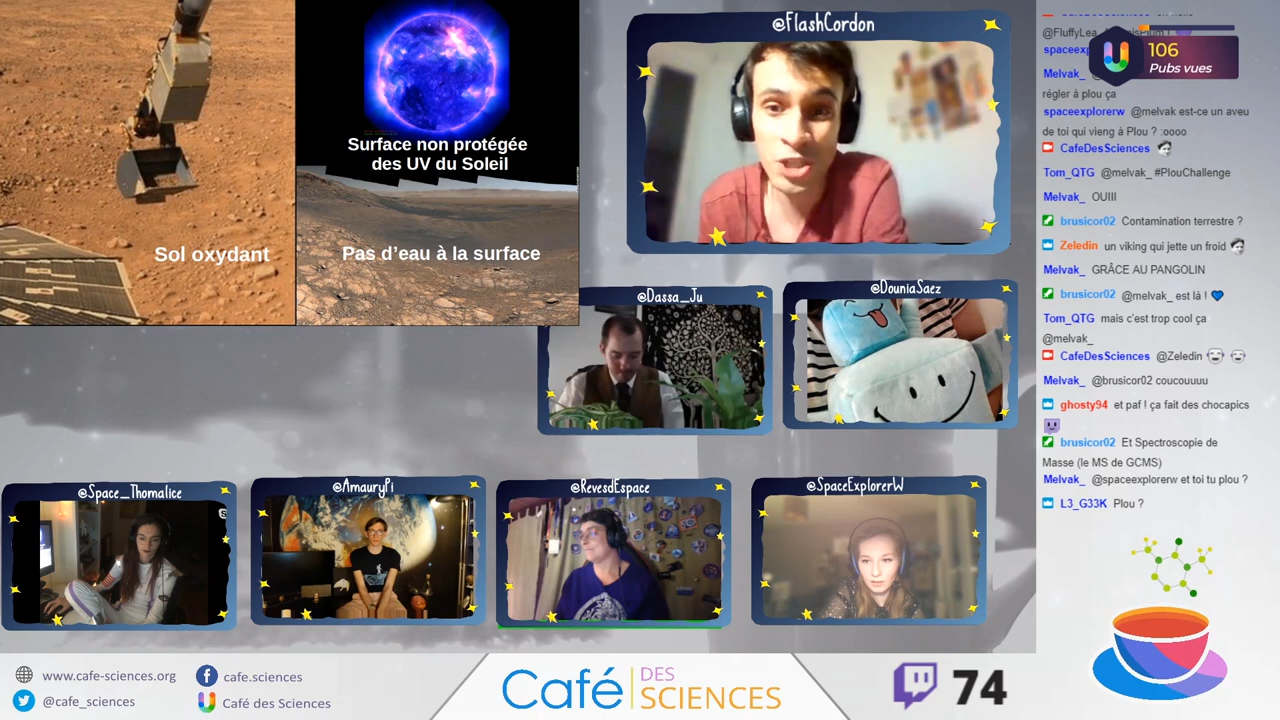 Sol oxydant
Surface non protégée
des UV du Soleil
Pas d'eau à la surface
@FlashCordon
@Dassa_Ju
@DouniaSaez
@Space_Thomalice
@AmauryPi
@RevesdEspace
@SpaceExplorerW
106
Pubs vues
régler à plou ça
spaceexplorerw @melvak est-ce un aveu
de toi qui vieng à Plou ? :oooo
CafeDesSciences
Tom_QTG @melvak_ #PlouChallenge
Melvak_ OUIII
brusicor02 Contamination terrestre ?
Zeledin un viking qui jette un froid
Melvak_ GRÂCE AU PANGOLIN
brusicor02 @melvak_ est là !
Tom_QTG mais c'est trop cool ça
@melvak_
CafeDesSciences @Zeledin
Melvak_ @brusicor02 coucouuuu
ghosty94 et paf ! ça fait des chocapics
brusicor02 Et Spectroscopie de
Masse (le MS de GCMS)
Melvak_ @spaceexplorerw et toi tu plou ?
L3_G33K Plou ?
www.cafe-sciences.org
cafe.sciences
@cafe_sciences
Café des Sciences
Café DES SCIENCES
74